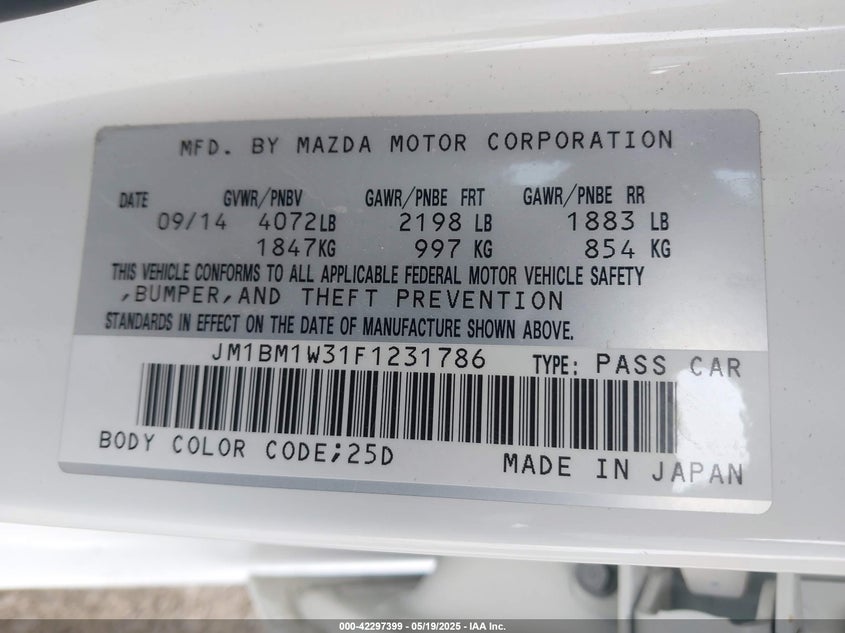 MFD. BY MAZDA MOTOR CORPORATION
DATE GVWR/PNBV GAWR/PNBE FRT GAWR/PNBE RR
09/14 4072LB 2198 LB 1883 LB
1847KG 997 KG 854 KG
THIS VEHICLE CONFORMS TO ALL APPLICABLE FEDERAL MOTOR VEHICLE SAFETY
,BUMPER,AND THEFT PREVENTION
STANDARDS IN EFFECT ON THE DATE OF MANUFACTURE SHOWN ABOVE.
JM1BM1W31F1231786 TYPE: PASS CAR
BODY COLOR CODE;25D MADE IN JAPAN
000-42297399 - 05/19/2025 - IAA Inc.